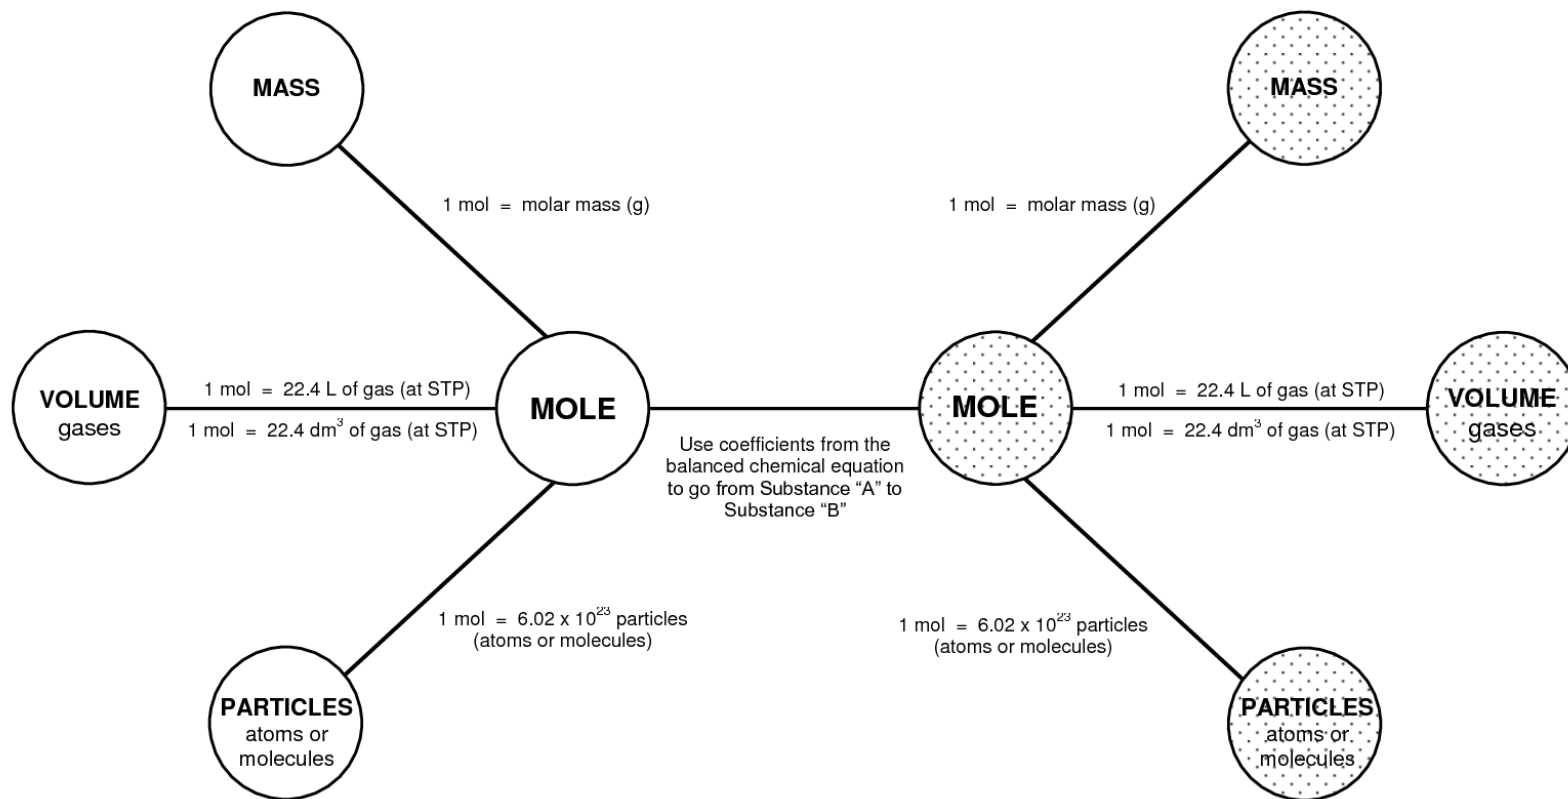 MASS
MASS
1 mol = molar mass (g)
1 mol = molar mass (g)
VOLUME
gases
1 mol = 22.4 L of gas (at STP)
1 mol = 22.4 dm³ of gas (at STP)
MOLE
Use coefficients from the
balanced chemical equation
to go from Substance “A” to
Substance “B”
MOLE
1 mol = 22.4 L of gas (at STP)
1 mol = 22.4 dm³ of gas (at STP)
VOLUME
gases
1 mol = 6.02 x 10²³ particles
(atoms or molecules)
1 mol = 6.02 x 10²³ particles
(atoms or molecules)
PARTICLES
atoms or
molecules
PARTICLES
atoms or
molecules